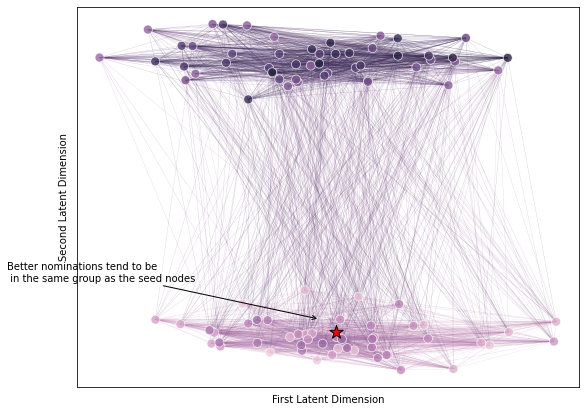 Second Latent Dimension
Better nominations tend to be
in the same group as the seed nodes
First Latent Dimension